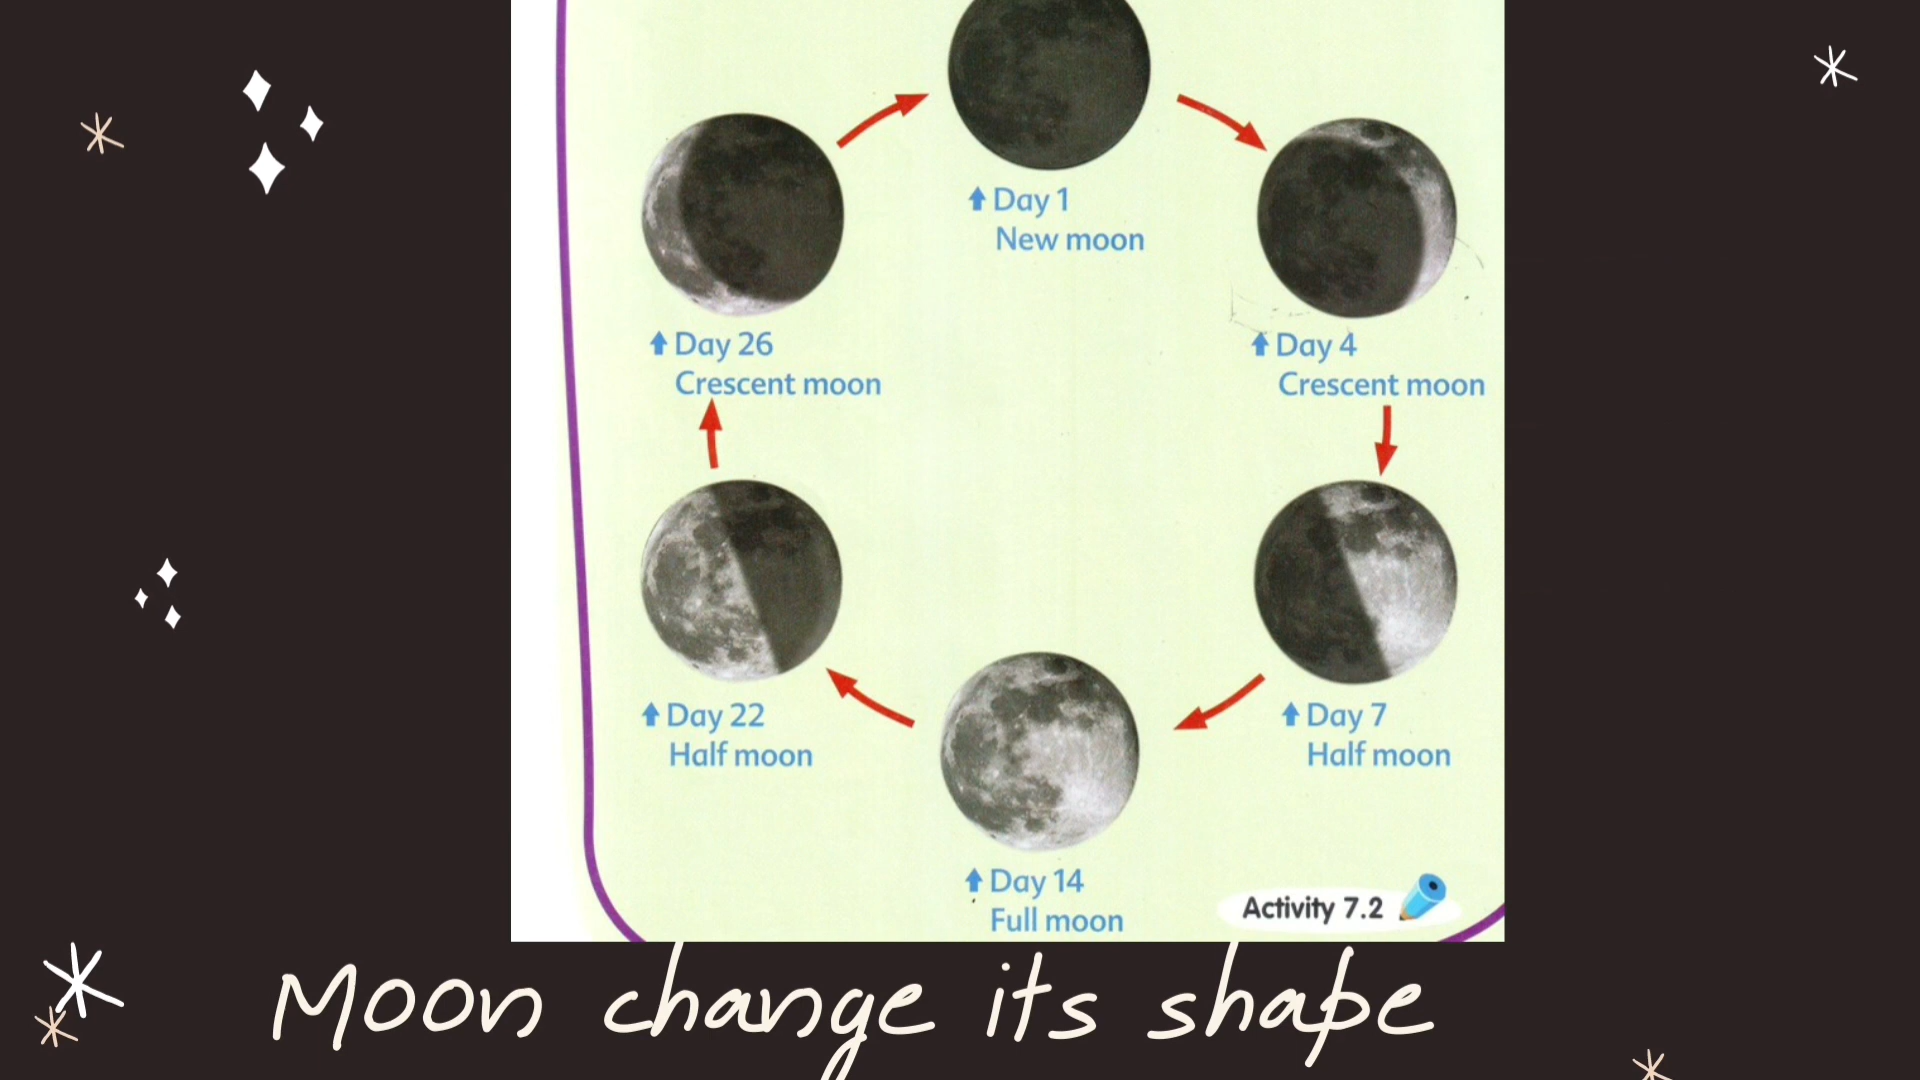 Day 1
New moon
Day 26
Crescent moon
Day 4
Crescent moon
Day 22
Half moon
Day 7
Half moon
Day 14
Full moon
Activity 7.2
Moon change its shape